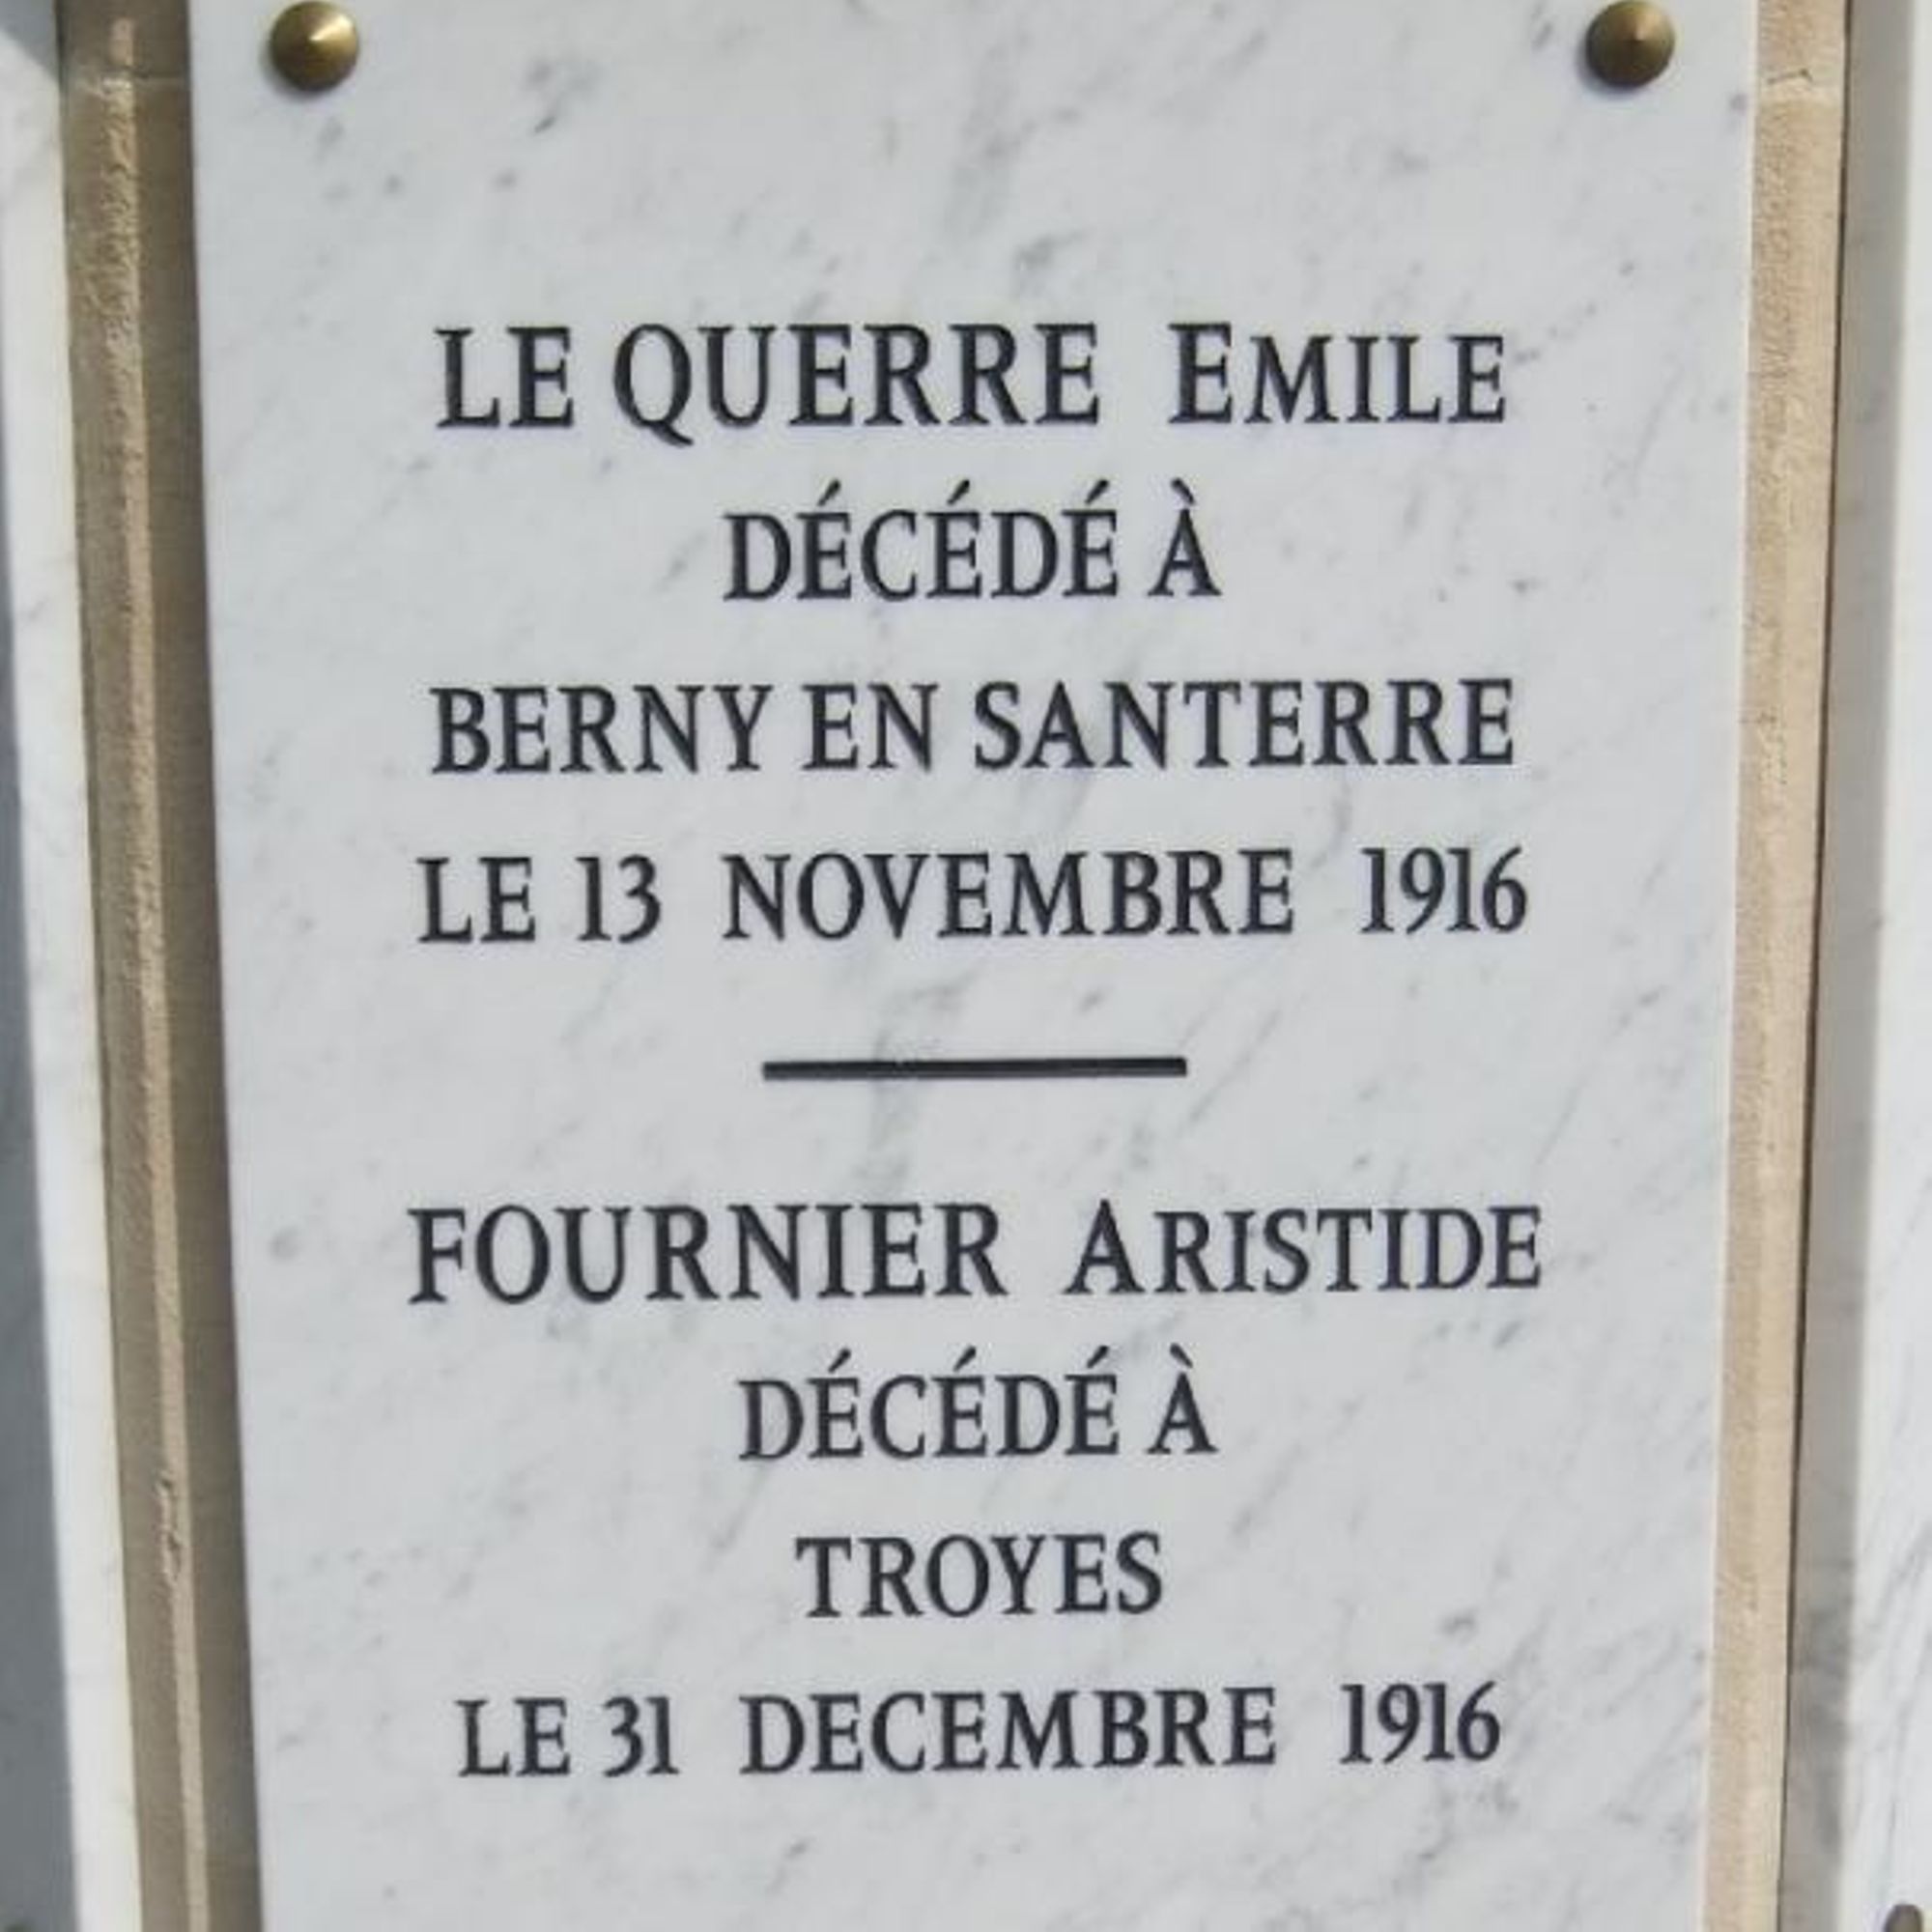 LE QUERRE EMILE
DÉCÉDÉ À
BERNY EN SANTERRE
LE 13 NOVEMBRE 1916
FOURNIER ARISTIDE
DÉCÉDÉ À
TROYES
LE 31 DECEMBRE 1916